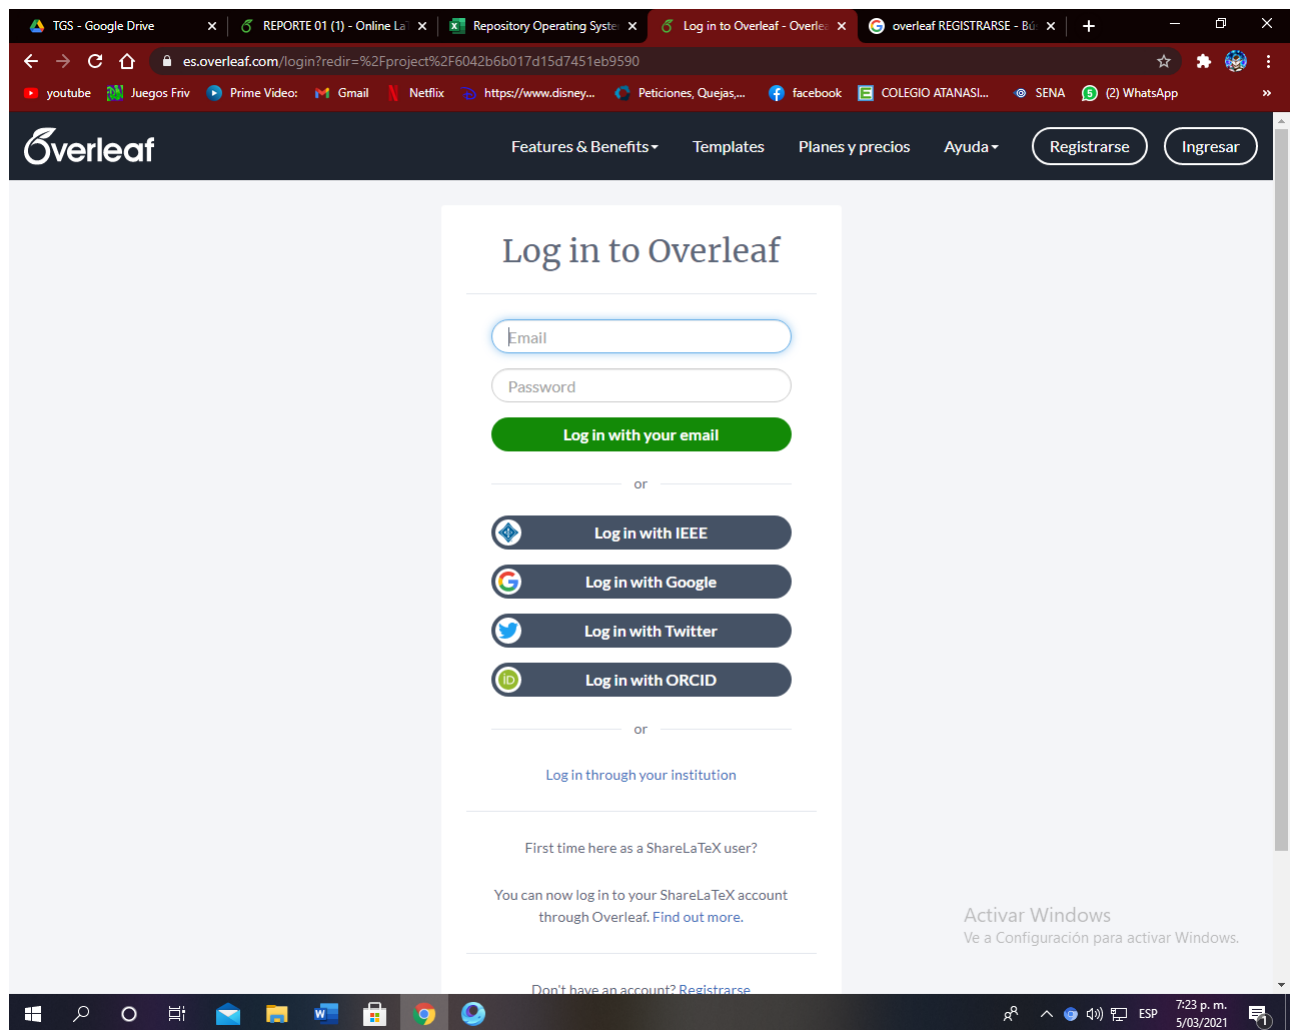 TGS - Google Drive
REPORTE 01 (1) - Online La
Repository Operating Syste
Log in to Overleaf - Overlea
overleaf REGISTRARSE - Bú
es.overleaf.com/login?redir=%2Fproject%2F6042b6b017d15d7451eb9590
youtube
Juegos Friv
Prime Video:
Gmail
Netflix
https://www.disney...
Peticiones, Quejas,...
facebook
COLEGIO ATANASI...
SENA
(2) WhatsApp
»
Overleaf
Features & Benefits
Templates
Planes y precios
Ayuda
Registrarse
Ingresar
Log in to Overleaf
Email
Password
Log in with your email
or
Log in with IEEE
Log in with Google
Log in with Twitter
Log in with ORCID
or
Log in through your institution
First time here as a ShareLaTeX user?
You can now log in to your ShareLaTeX account
through Overleaf. Find out more.
Don't have an account? Registrarse
Activar Windows
Ve a Configuración para activar Windows.
ESP
7:23 p. m.
5/03/2021
1